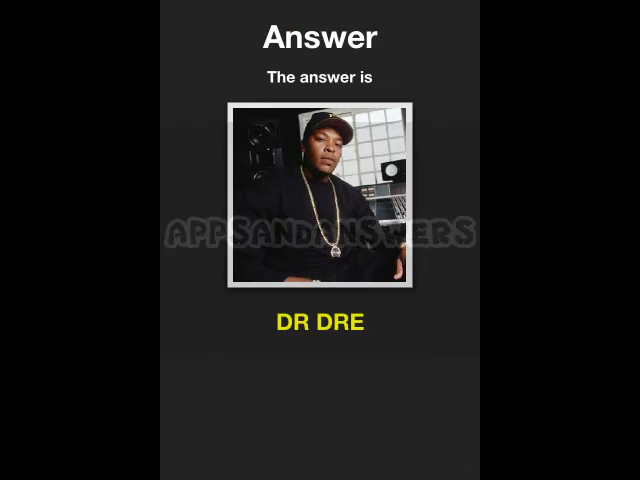 Answer
The answer is
APPSANDANSWERS
DR DRE